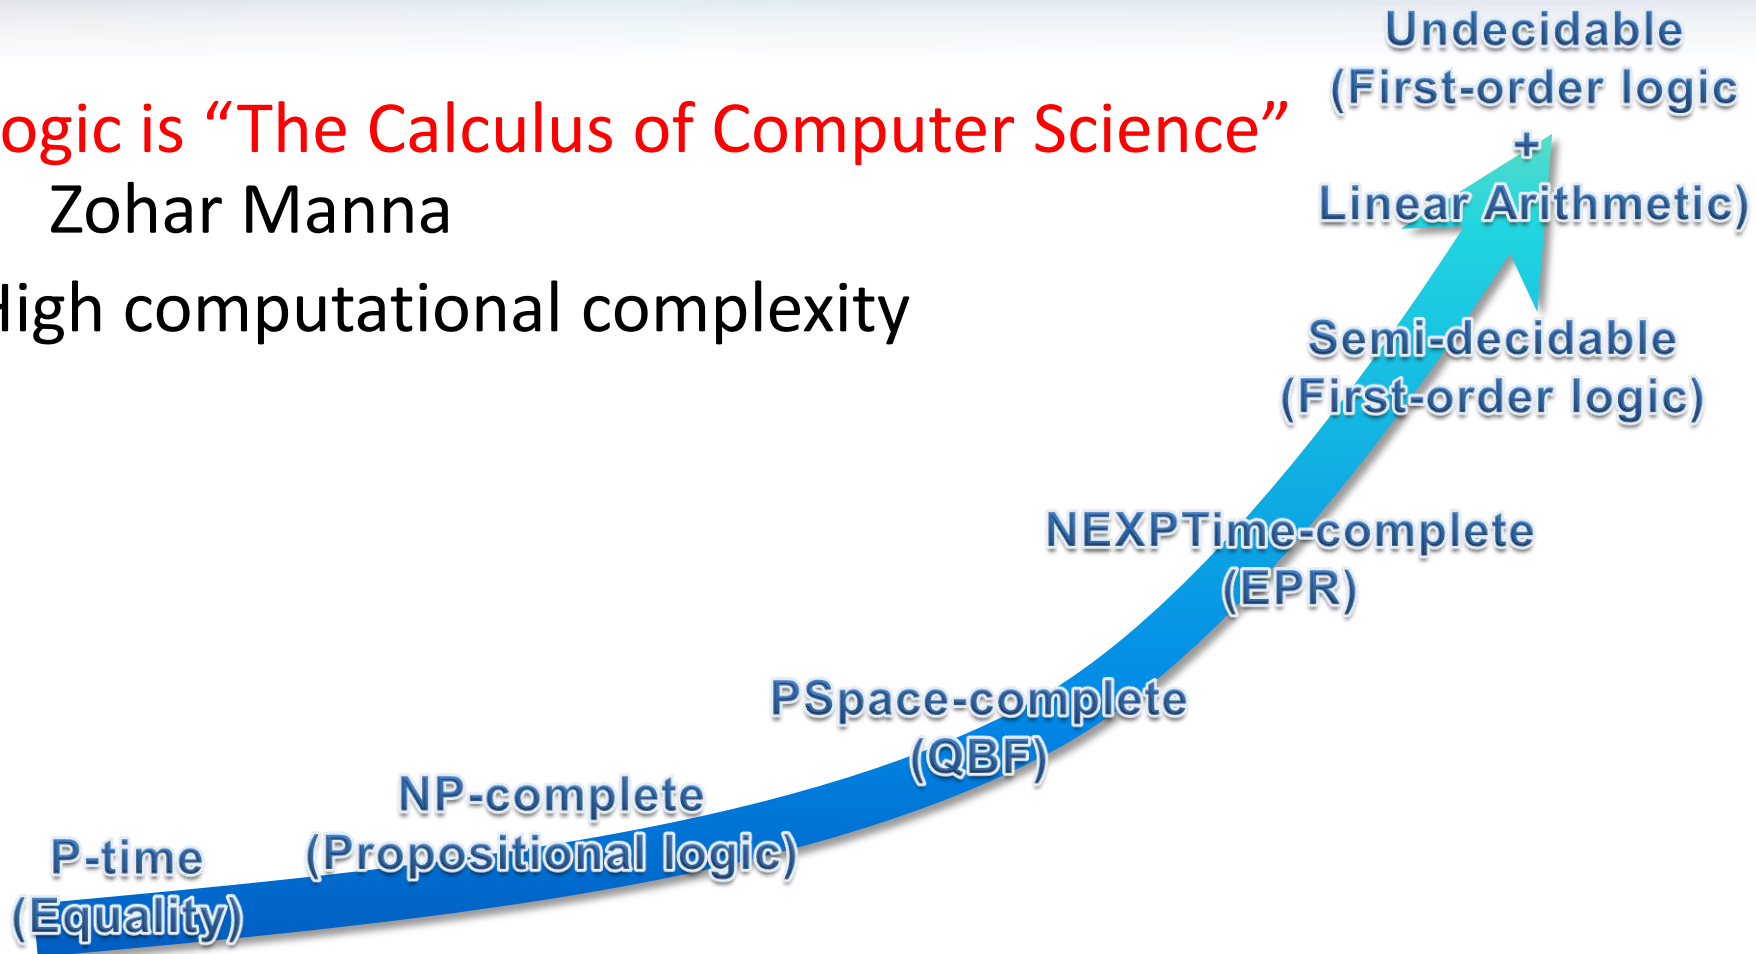 ogic is “The Calculus of Computer Science”
Zohar Manna
High computational complexity
Undecidable
(First-order logic
+
Linear Arithmetic)
Semi-decidable
(First-order logic)
NEXPTime-complete
(EPR)
PSpace-complete
(QBF)
NP-complete
(Propositional logic)
P-time
(Equality)